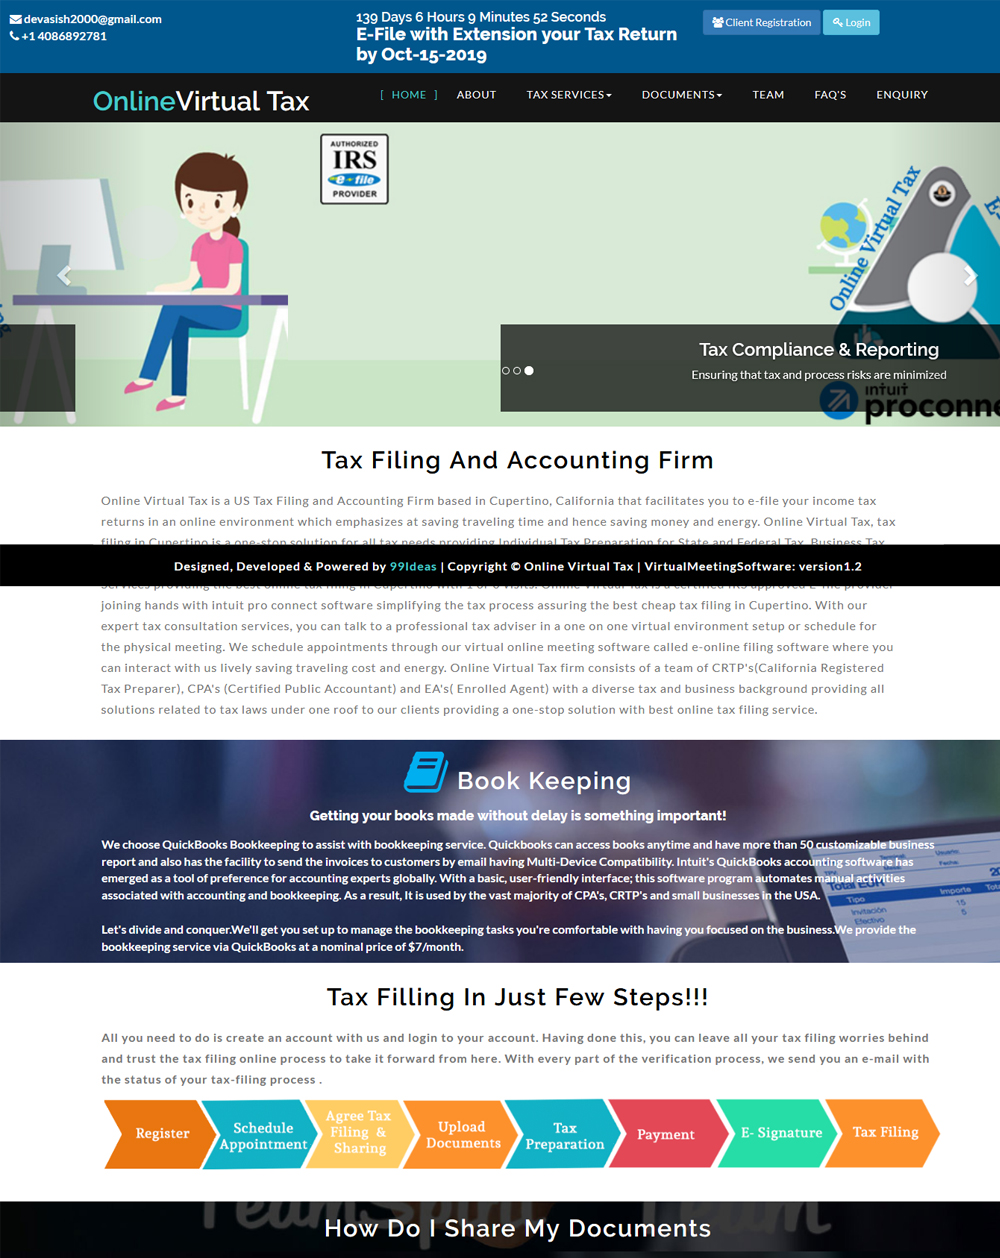 devasish2000@gmail.com
+1 4086892781
139 Days 6 Hours 9 Minutes 52 Seconds
E-File with Extension your Tax Return
by Oct-15-2019
Client Registration
Login
OnlineVirtual Tax
[ HOME ]
ABOUT
TAX SERVICES
DOCUMENTS
TEAM
FAQ'S
ENQUIRY
AUTHORIZED
IRS
e file
PROVIDER
Online Virtual Tax
Tax Compliance & Reporting
Ensuring that tax and process risks are minimized
intuit
proconne
Tax Filing And Accounting Firm
Online Virtual Tax is a US Tax Filing and Accounting Firm based in Cupertino, California that facilitates you to e-file your income tax
returns in an online environment which emphasizes at saving traveling time and hence saving money and energy. Online Virtual Tax, tax
filing in Cupertino is a one-stop solution for all tax needs providing Individual Tax Preparation for State and Federal Tax, Business Tax
Designed, Developed & Powered by 99Ideas | Copyright © Online Virtual Tax | VirtualMeetingSoftware: version1.2
joining hands with intuit pro connect software simplifying the tax process assuring the best cheap tax filing in Cupertino. With our
expert tax consultation services, you can talk to a professional tax adviser in a one on one virtual environment setup or schedule for
the physical meeting. We schedule appointments through our virtual online meeting software called e-online filing software where you
can interact with us lively saving traveling cost and energy. Online Virtual Tax firm consists of a team of CRTP's(California Registered
Tax Preparer), CPA's (Certified Public Accountant) and EA's( Enrolled Agent) with a diverse tax and business background providing all
solutions related to tax laws under one roof to our clients providing a one-stop solution with best online tax filing service.
Book Keeping
Getting your books made without delay is something important!
We choose QuickBooks Bookkeeping to assist with bookkeeping service. Quickbooks can access books anytime and have more than 50 customizable business
report and also has the facility to send the invoices to customers by email having Multi-Device Compatibility. Intuit's QuickBooks accounting software has
emerged as a tool of preference for accounting experts globally. With a basic, user-friendly interface; this software program automates manual activities
associated with accounting and bookkeeping. As a result, It is used by the vast majority of CPA's, CRTP's and small businesses in the USA.
Let's divide and conquer.We'll get you set up to manage the bookkeeping tasks you're comfortable with having you focused on the business.We provide the
bookkeeping service via QuickBooks at a nominal price of $7/month.
Usuario
Fecha
Total EUR
Tipo
Importe
Tota
Invitación
15
Efectivo
5
Tax Filling In Just Few Steps!!!
All you need to do is create an account with us and login to your account. Having done this, you can leave all your tax filing worries behind
and trust the tax filing online process to take it forward from here. With every part of the verification process, we send you an e-mail with
the status of your tax-filing process .
Register
Schedule
Appointment
Agree Tax
Filing &
Sharing
Upload
Documents
Tax
Preparation
Payment
E- Signature
Tax Filing
How Do I Share My Documents